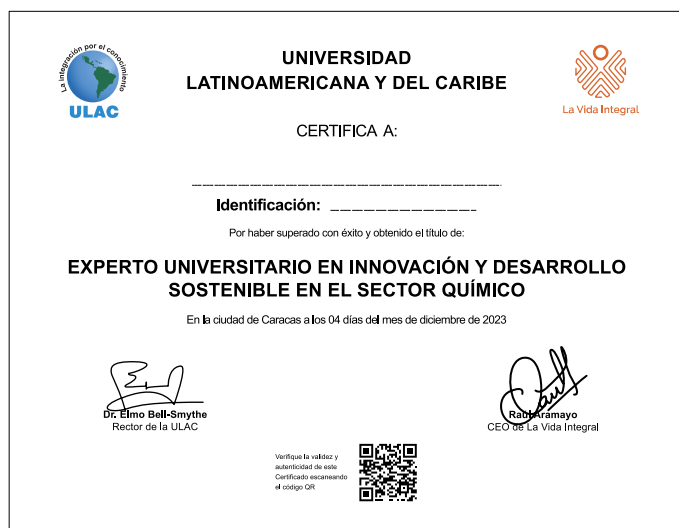 La integración por el conocimiento
ULAC
UNIVERSIDAD
LATINOAMERICANA Y DEL CARIBE
La Vida Integral
CERTIFICA A:
Identificación:
Por haber superado con éxito y obtenido el título de:
EXPERTO UNIVERSITARIO EN INNOVACIÓN Y DESARROLLO
SOSTENIBLE EN EL SECTOR QUÍMICO
En la ciudad de Caracas a los 04 días del mes de diciembre de 2023
Dr. Elmo Bell-Smythe
Rector de la ULAC
Raúl Aramayo
CEO de La Vida Integral
Verifique la validez y
autenticidad de este
Certificado escaneando
el código QR